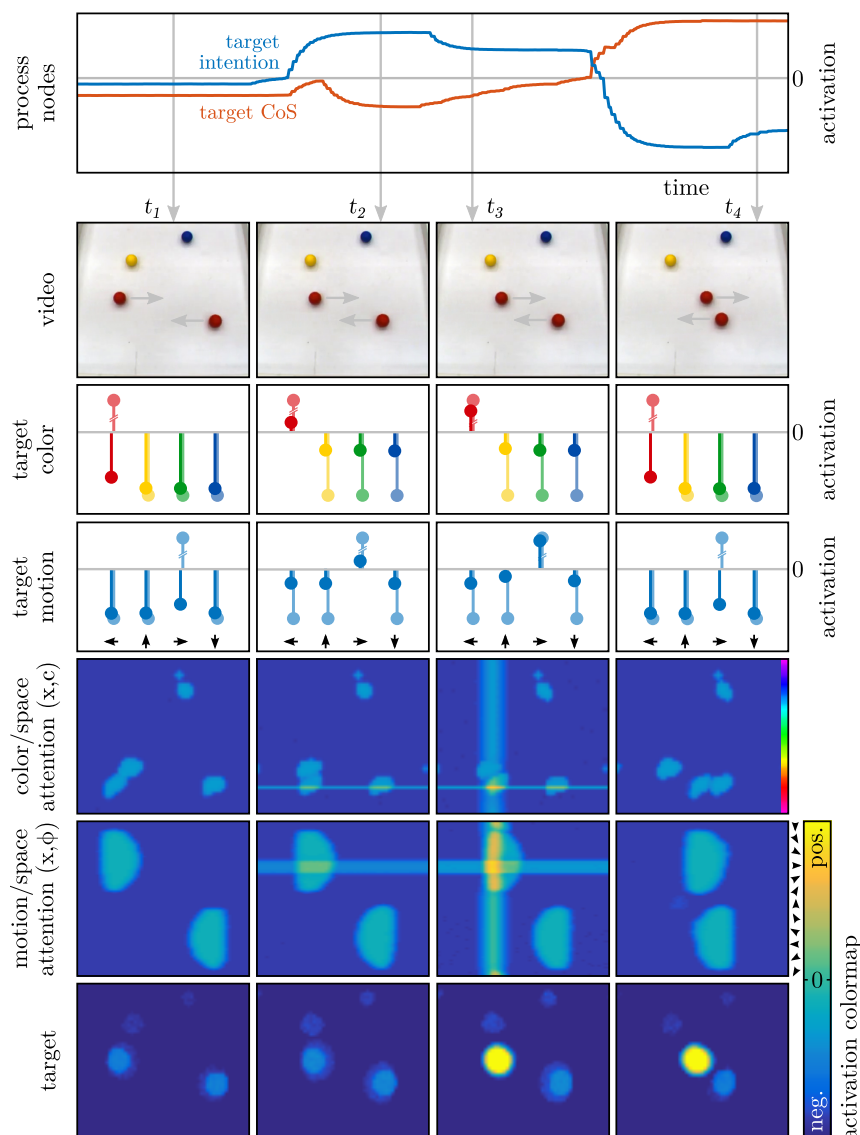 process
nodes
target
intention
target CoS
0
activation
time
t1
t2
t3
t4
video
target
color
0
activation
target
motion
0
activation
color/space
attention (x,c)
motion/space
attention (x,ϕ)
target
pos.
0
neg.
activation colormap